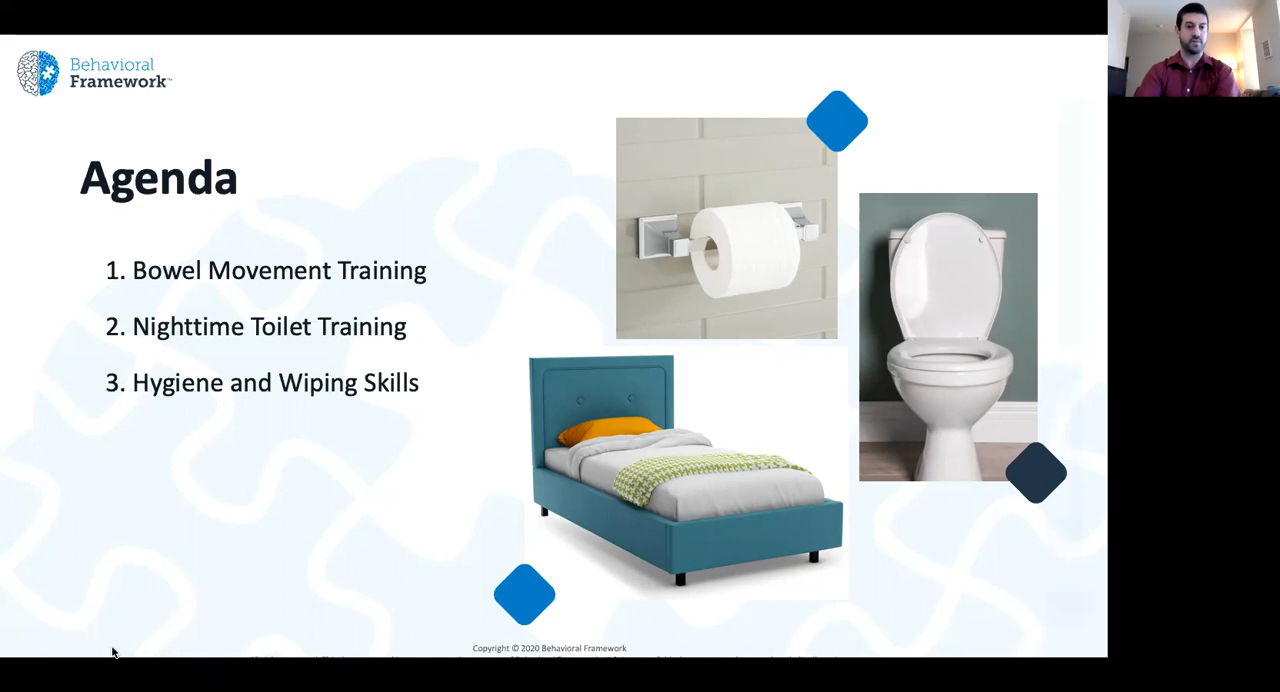 Behavioral
Framework™
Agenda
1. Bowel Movement Training
2. Nighttime Toilet Training
3. Hygiene and Wiping Skills
Copyright © 2020 Behavioral Framework